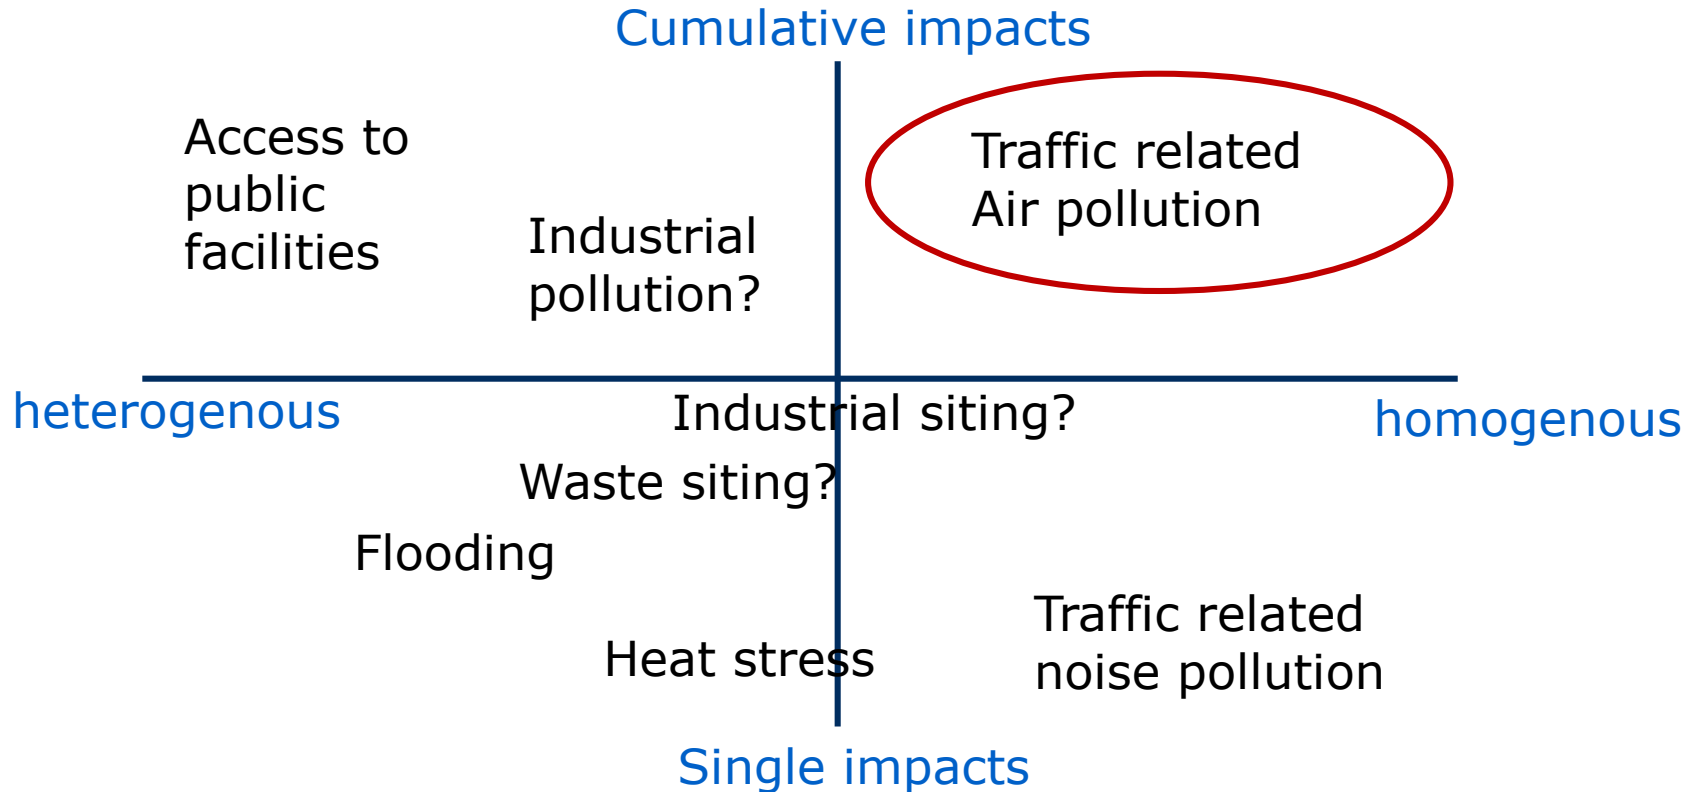 Cumulative impacts
Access to
public
facilities
Industrial
pollution?
Traffic related
Air pollution
heterogenous
homogenous
Industrial siting?
Waste siting?
Flooding
Heat stress
Traffic related
noise pollution
Single impacts